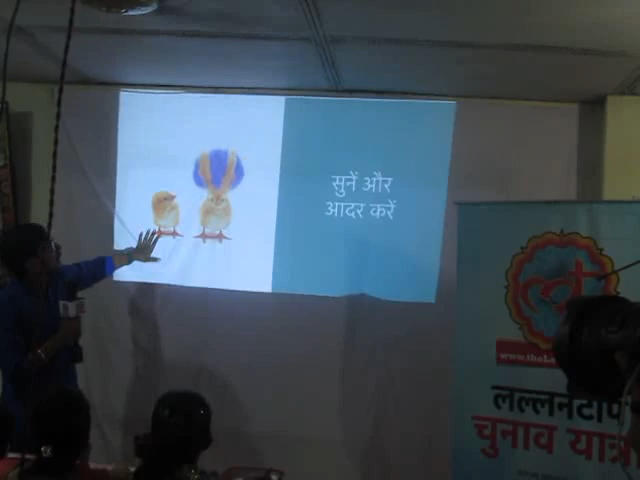 सुनें और
आदर करें
लल्लनटॉप
चुनाव